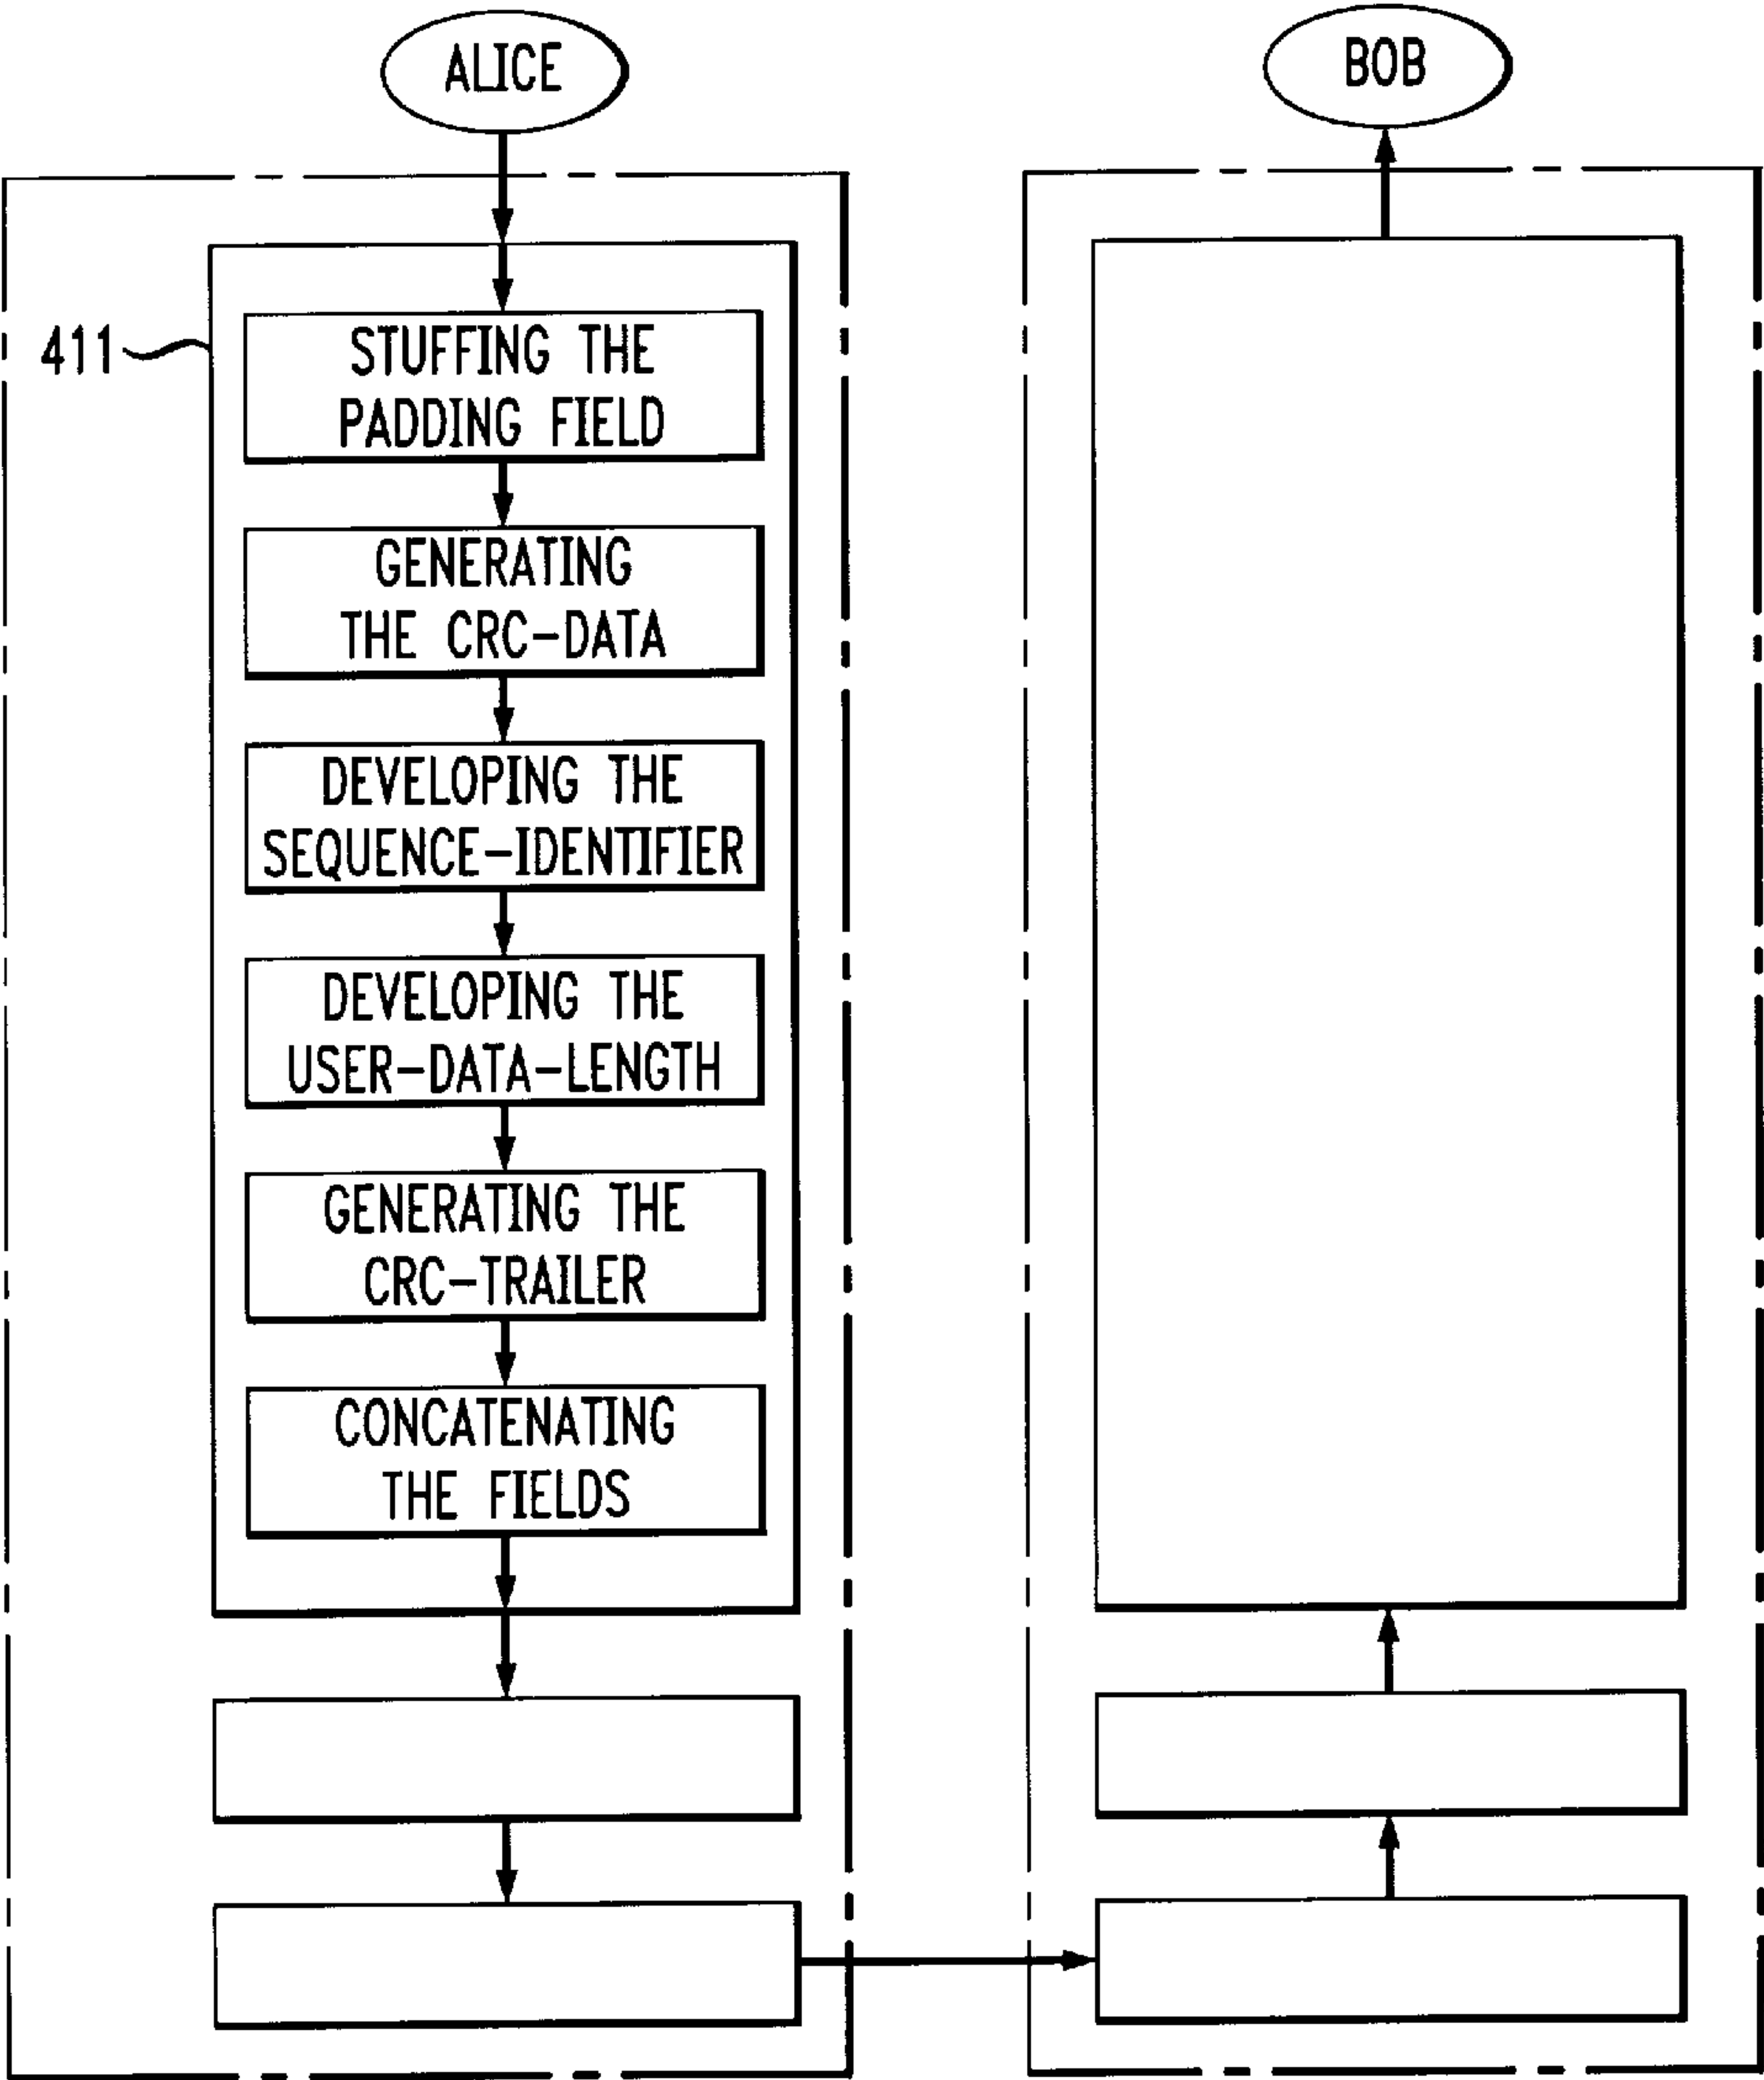 ALICE
BOB
411
STUFFING THE
PADDING FIELD
GENERATING
THE CRC-DATA
DEVELOPING THE
SEQUENCE-IDENTIFIER
DEVELOPING THE
USER-DATA-LENGTH
GENERATING THE
CRC-TRAILER
CONCATENATING
THE FIELDS